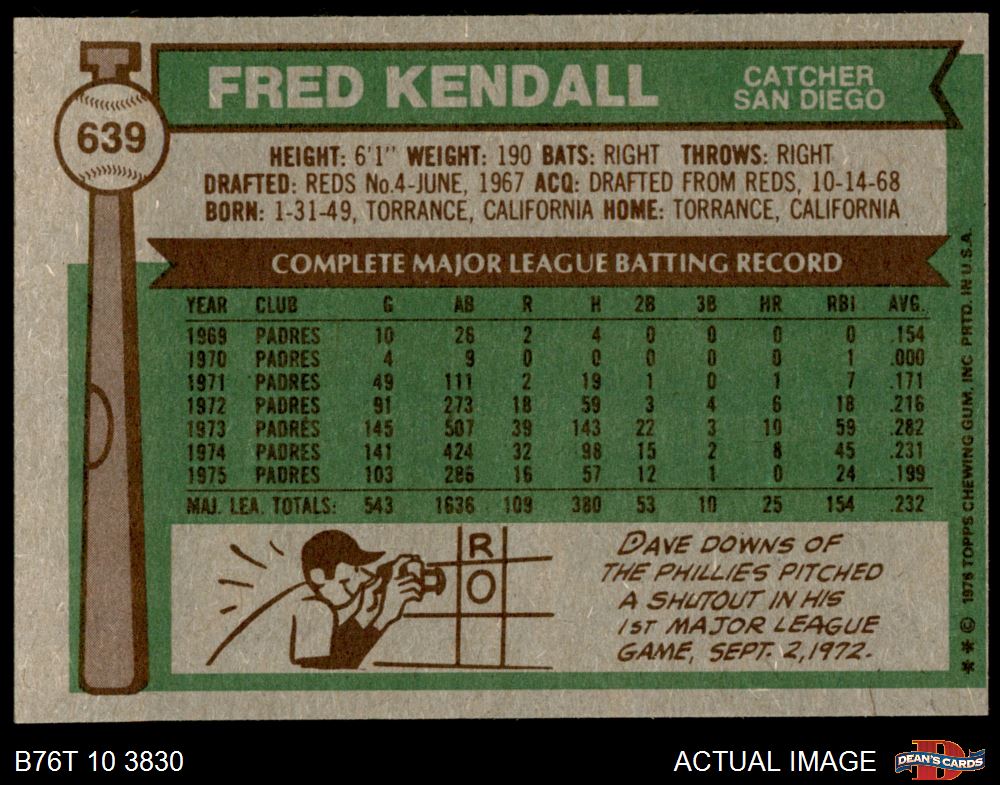 639
FRED KENDALL
CATCHER
SAN DIEGO
HEIGHT: 6'1" WEIGHT: 190 BATS: RIGHT THROWS: RIGHT
DRAFTED: REDS No.4-JUNE, 1967 ACQ: DRAFTED FROM REDS, 10-14-68
BORN: 1-31-49, TORRANCE, CALIFORNIA HOME: TORRANCE, CALIFORNIA
COMPLETE MAJOR LEAGUE BATTING RECORD
YEAR CLUB G AB R H 2B 3B HR RBI AVG.
1969 PADRES 10 26 2 4 0 0 0 0 .154
1970 PADRES 4 9 0 0 0 0 0 1 .000
1971 PADRES 49 111 2 19 1 0 1 7 .171
1972 PADRES 91 273 18 59 3 4 6 18 .216
1973 PADRES 145 507 39 143 22 3 10 59 .282
1974 PADRES 141 424 32 98 15 2 8 45 .231
1975 PADRES 103 286 16 57 12 1 0 24 .199
MAJ. LEA. TOTALS: 543 1636 109 380 53 10 25 154 .232
R
O
DAVE DOWNS OF
THE PHILLIES PITCHED
A SHUTOUT IN HIS
1ST MAJOR LEAGUE
GAME, SEPT. 2, 1972.
** © 1976 TOPPS CHEWING GUM, INC. PRTD. IN U.S.A.
B76T 10 3830
ACTUAL IMAGE
DEAN'S CARDS